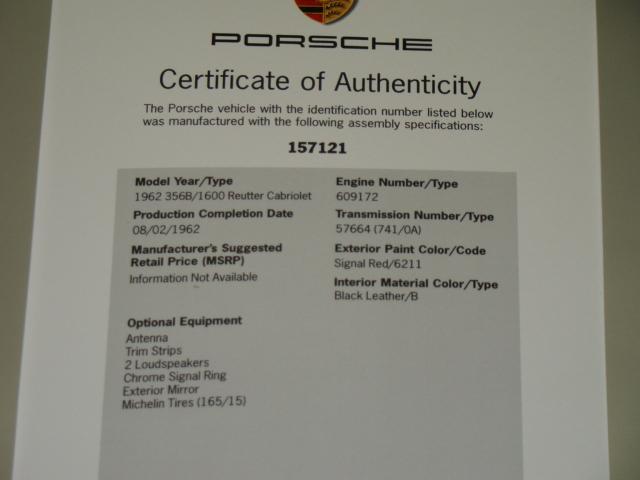 PORSCHE
Certificate of Authenticity
The Porsche vehicle with the identification number listed below
was manufactured with the following assembly specifications:
157121
Model Year/Type
1962 356B/1600 Reutter Cabriolet
Production Completion Date
08/02/1962
Manufacturer's Suggested
Retail Price (MSRP)
Information Not Available
Engine Number/Type
609172
Transmission Number/Type
57664 (741/0A)
Exterior Paint Color/Code
Signal Red/6211
Interior Material Color/Type
Black Leather/B
Optional Equipment
Antenna
Trim Strips
2 Loudspeakers
Chrome Signal Ring
Exterior Mirror
Michelin Tires (165/15)